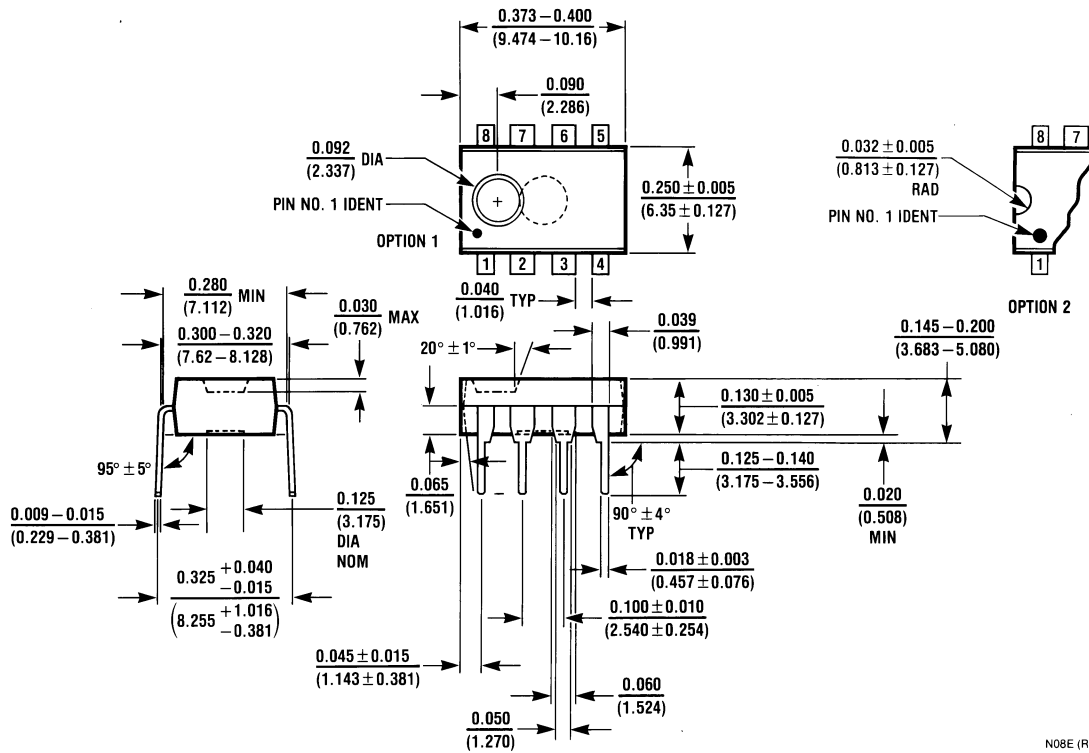 0.373 – 0.400
(9.474 – 10.16)
0.090
(2.286)
8 7 6 5
0.092 DIA
(2.337)
PIN NO. 1 IDENT
OPTION 1
0.250 ± 0.005
(6.35 ± 0.127)
1 2 3 4
8 7
0.032 ± 0.005
(0.813 ± 0.127)
RAD
PIN NO. 1 IDENT
1
OPTION 2
0.280 MIN
(7.112)
0.300 – 0.320
(7.62 – 8.128)
0.030 MAX
(0.762)
0.040 TYP
(1.016)
0.039
(0.991)
20° ± 1°
0.145 – 0.200
(3.683 – 5.080)
0.130 ± 0.005
(3.302 ± 0.127)
0.125 – 0.140
(3.175 – 3.556)
0.020
(0.508)
MIN
95° ± 5°
0.065
(1.651)
90° ± 4°
TYP
0.009 – 0.015
(0.229 – 0.381)
0.125
(3.175)
DIA
NOM
0.018 ± 0.003
(0.457 ± 0.076)
0.325 +0.040
−0.015
(8.255 +1.016
−0.381)
0.100 ± 0.010
(2.540 ± 0.254)
0.045 ± 0.015
(1.143 ± 0.381)
0.060
(1.524)
0.050
(1.270)
N08E (R